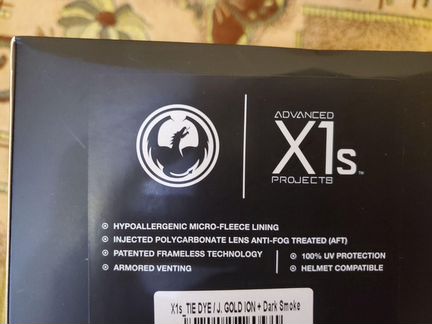 ADVANCED
X1s™
PROJECTS
HYPOALLERGENIC MICRO-FLEECE LINING
INJECTED POLYCARBONATE LENS ANTI-FOG TREATED (AFT)
PATENTED FRAMELESS TECHNOLOGY
ARMORED VENTING
100% UV PROTECTION
HELMET COMPATIBLE
X1s_TIE DYE / J. GOLD ION + Dark Smoke